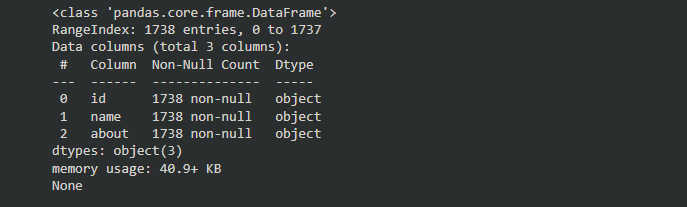 <class 'pandas.core.frame.DataFrame'>
RangeIndex: 1738 entries, 0 to 1737
Data columns (total 3 columns):
 #   Column  Non-Null Count  Dtype
---  ------  --------------  -----
 0   id      1738 non-null   object
 1   name    1738 non-null   object
 2   about   1738 non-null   object
dtypes: object(3)
memory usage: 40.9+ KB
None